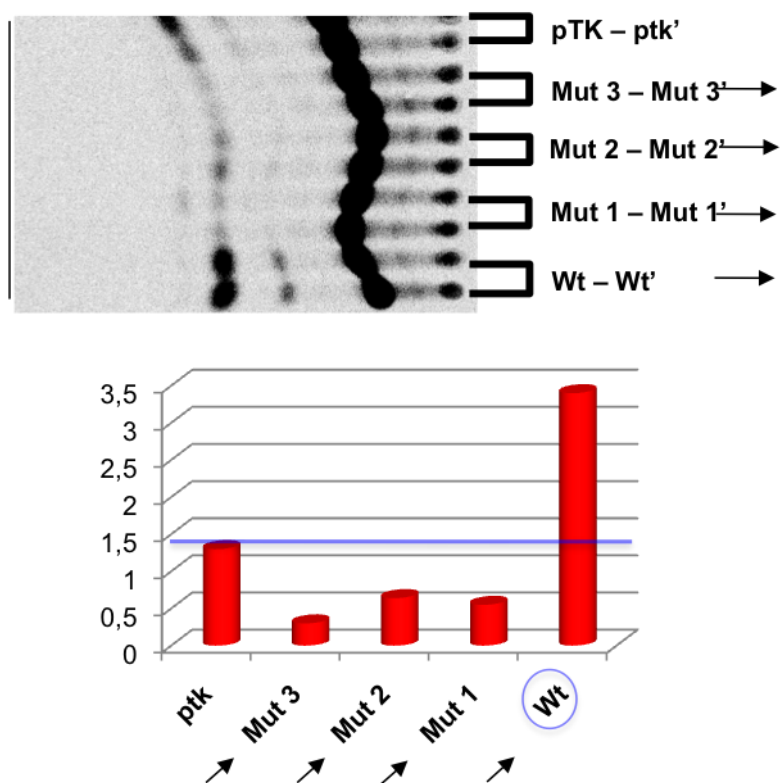 pTK – ptk’
Mut 3 – Mut 3’
Mut 2 – Mut 2’
Mut 1 – Mut 1’
Wt – Wt’
3,5
3
2,5
2
1,5
1
0,5
0
ptk
Mut 3
Mut 2
Mut 1
Wt